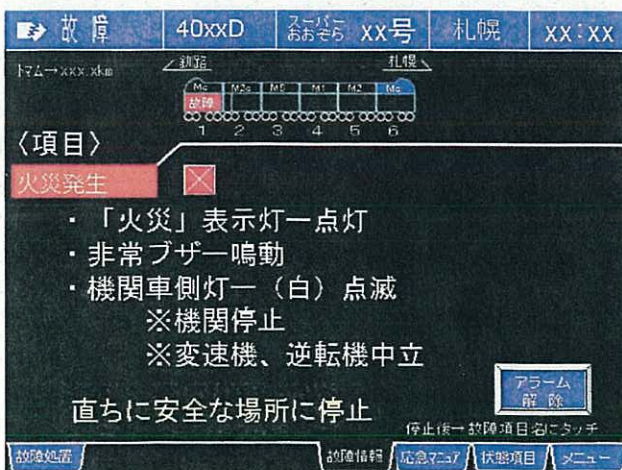 故障 40xxD スーパーおおぞら xx号 札幌 xx:xx
トマム→xxx.xkm
釧路 札幌
Mc M2c M5 M1 M2 Mc
故障
1 2 3 4 5 6
〈項目〉
火災発生
・「火災」表示灯ー点灯
・非常ブザー鳴動
・機関車側灯ー(白)点滅
※機関停止
※変速機、逆転機中立
アラーム
解除
直ちに安全な場所に停止
停止後→故障項目名にタッチ
故障処置 故障情報 応急マニュア 状態項目 メニュー